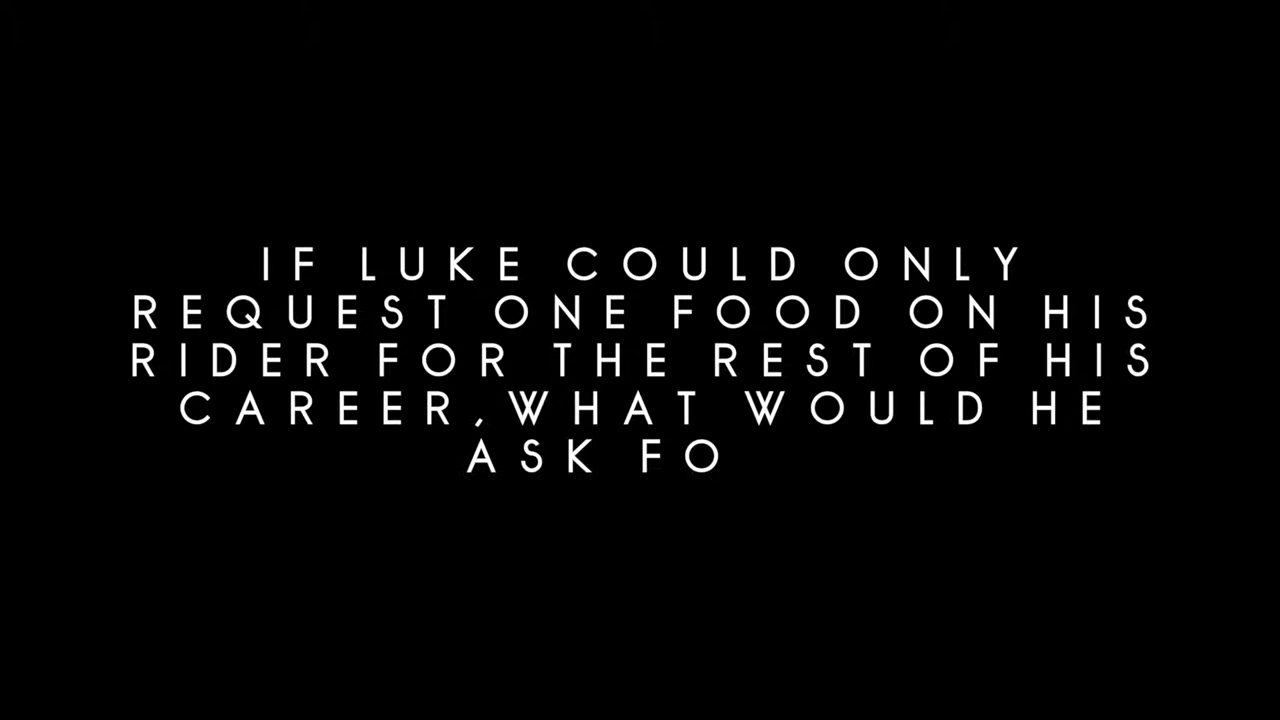 IF LUKE COULD ONLY
REQUEST ONE FOOD ON HIS
RIDER FOR THE REST OF HIS
CAREER,WHAT WOULD HE
ASK FO